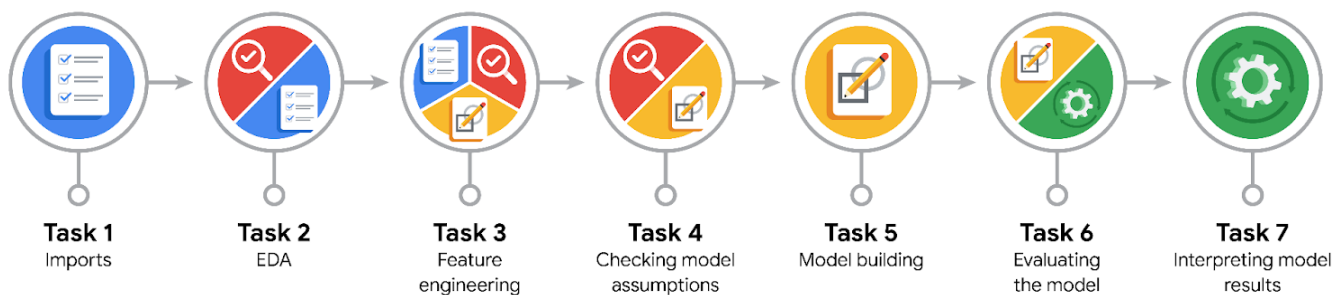 Task 1
Imports
Task 2
EDA
Task 3
Feature
engineering
Task 4
Checking model
assumptions
Task 5
Model building
Task 6
Evaluating
the model
Task 7
Interpreting model
results